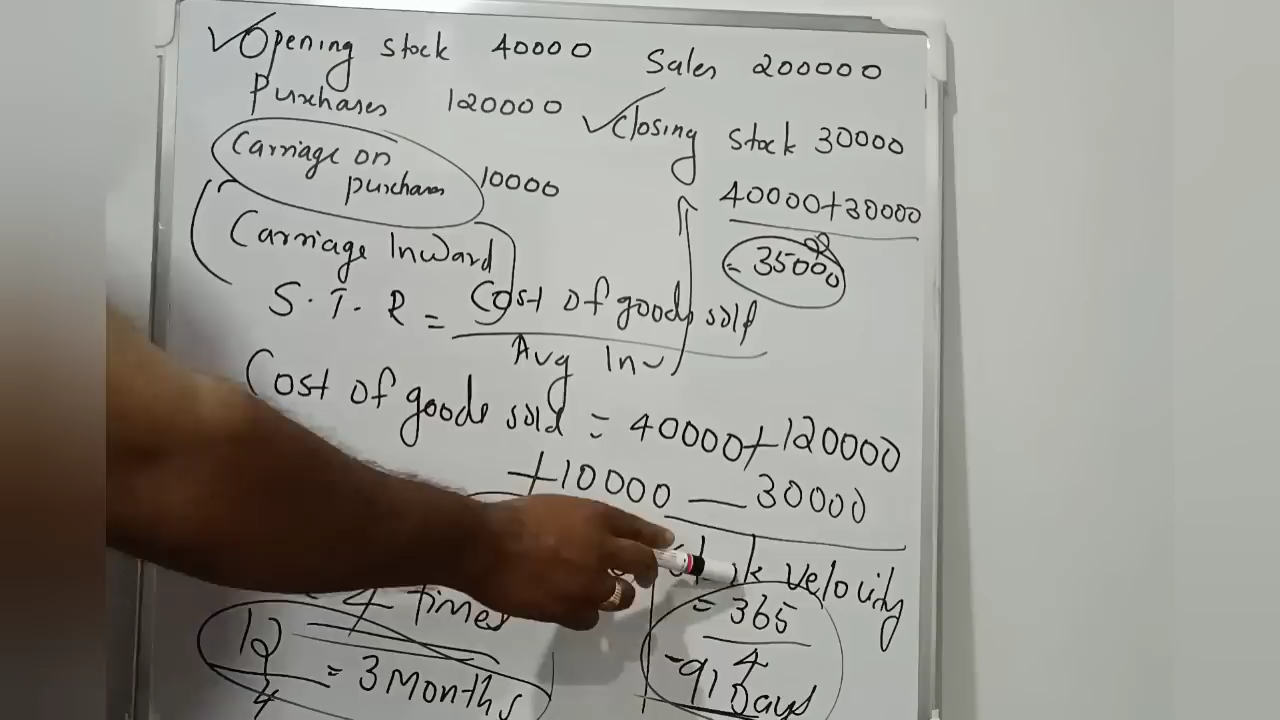 Opening stock 40000 Sales 200000
Purchases 120000 Closing stock 30000
Carriage on purchases 10000
40000+30000
= 35000
Carriage Inward
S.T.R = Cost of goods sold
Avg Inv
Cost of goods sold = 40000+120000
+10000 — 30000
velocity
4 Times
= 365
4
12
4
= 3 Months
= 91 Days